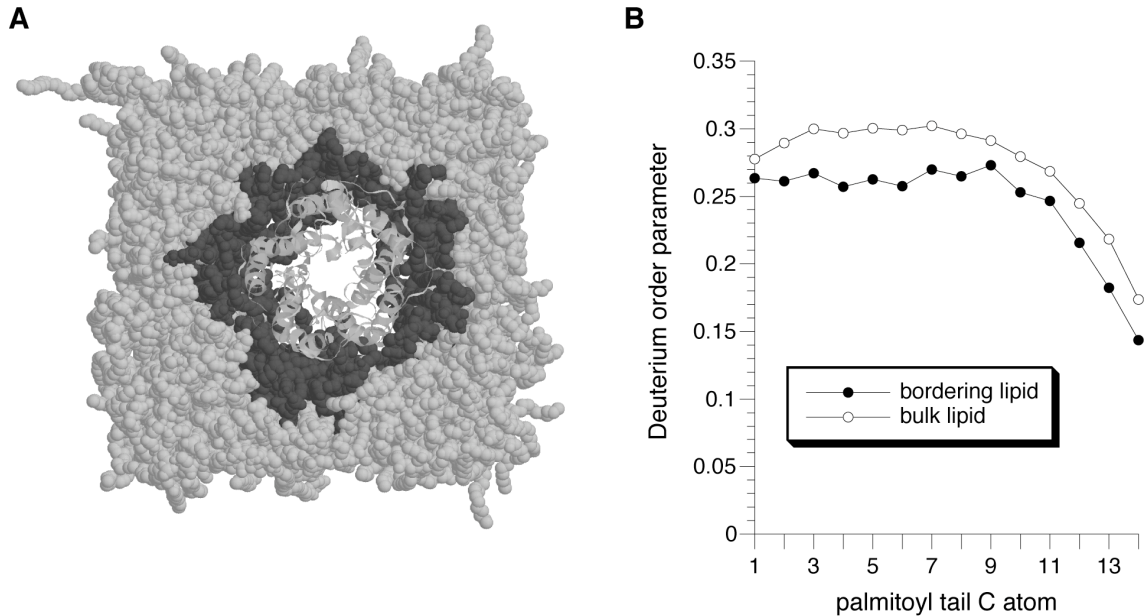 A
B
Deuterium order parameter
0.35
0.3
0.25
0.2
0.15
0.1
0.05
0
bordering lipid
bulk lipid
1
3
5
7
9
11
13
palmitoyl tail C atom